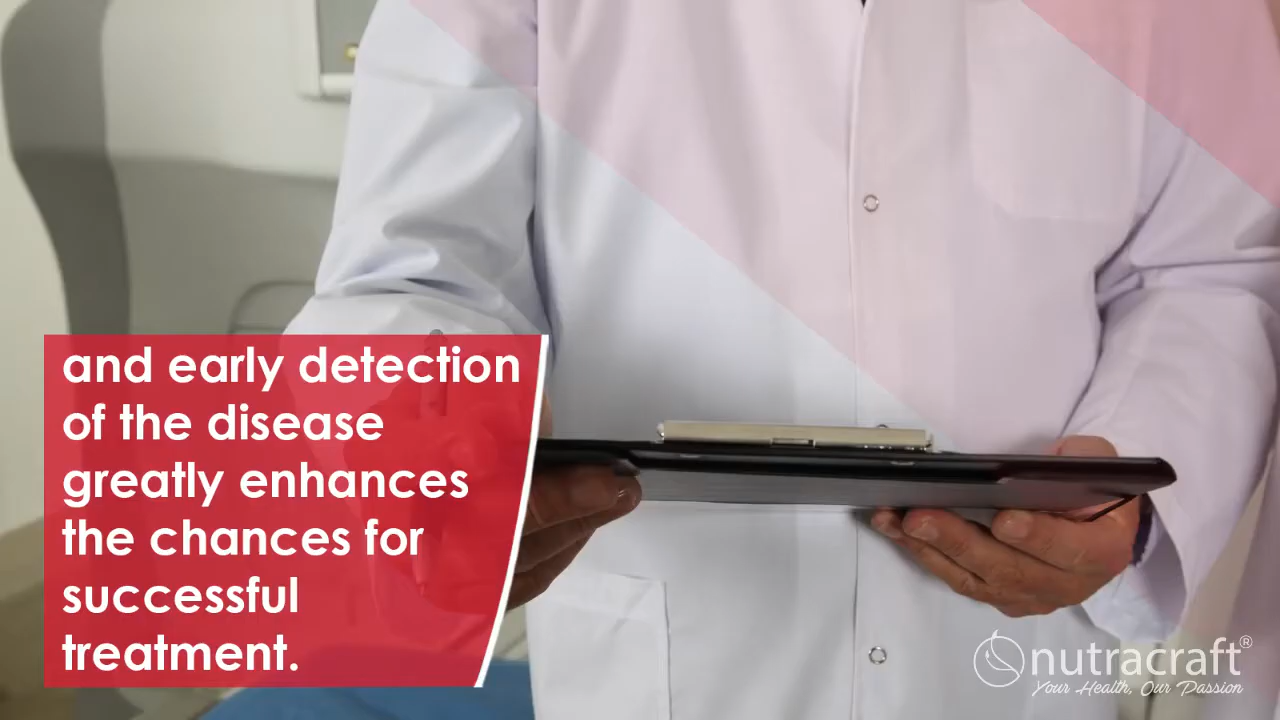 and early detection
of the disease
greatly enhances
the chances for
successful
treatment.
nutracraft®
Your Health, Our Passion